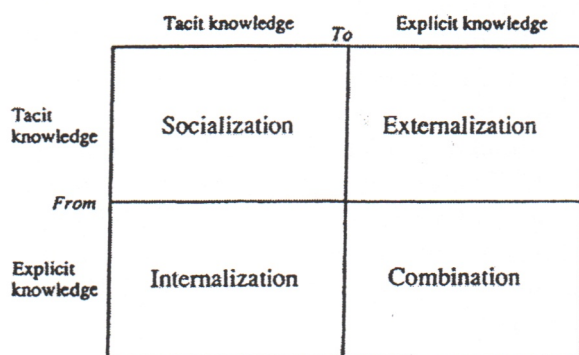 Tacit knowledge Explicit knowledge
To
Tacit
knowledge
Socialization Externalization
From
Explicit
knowledge
Internalization Combination